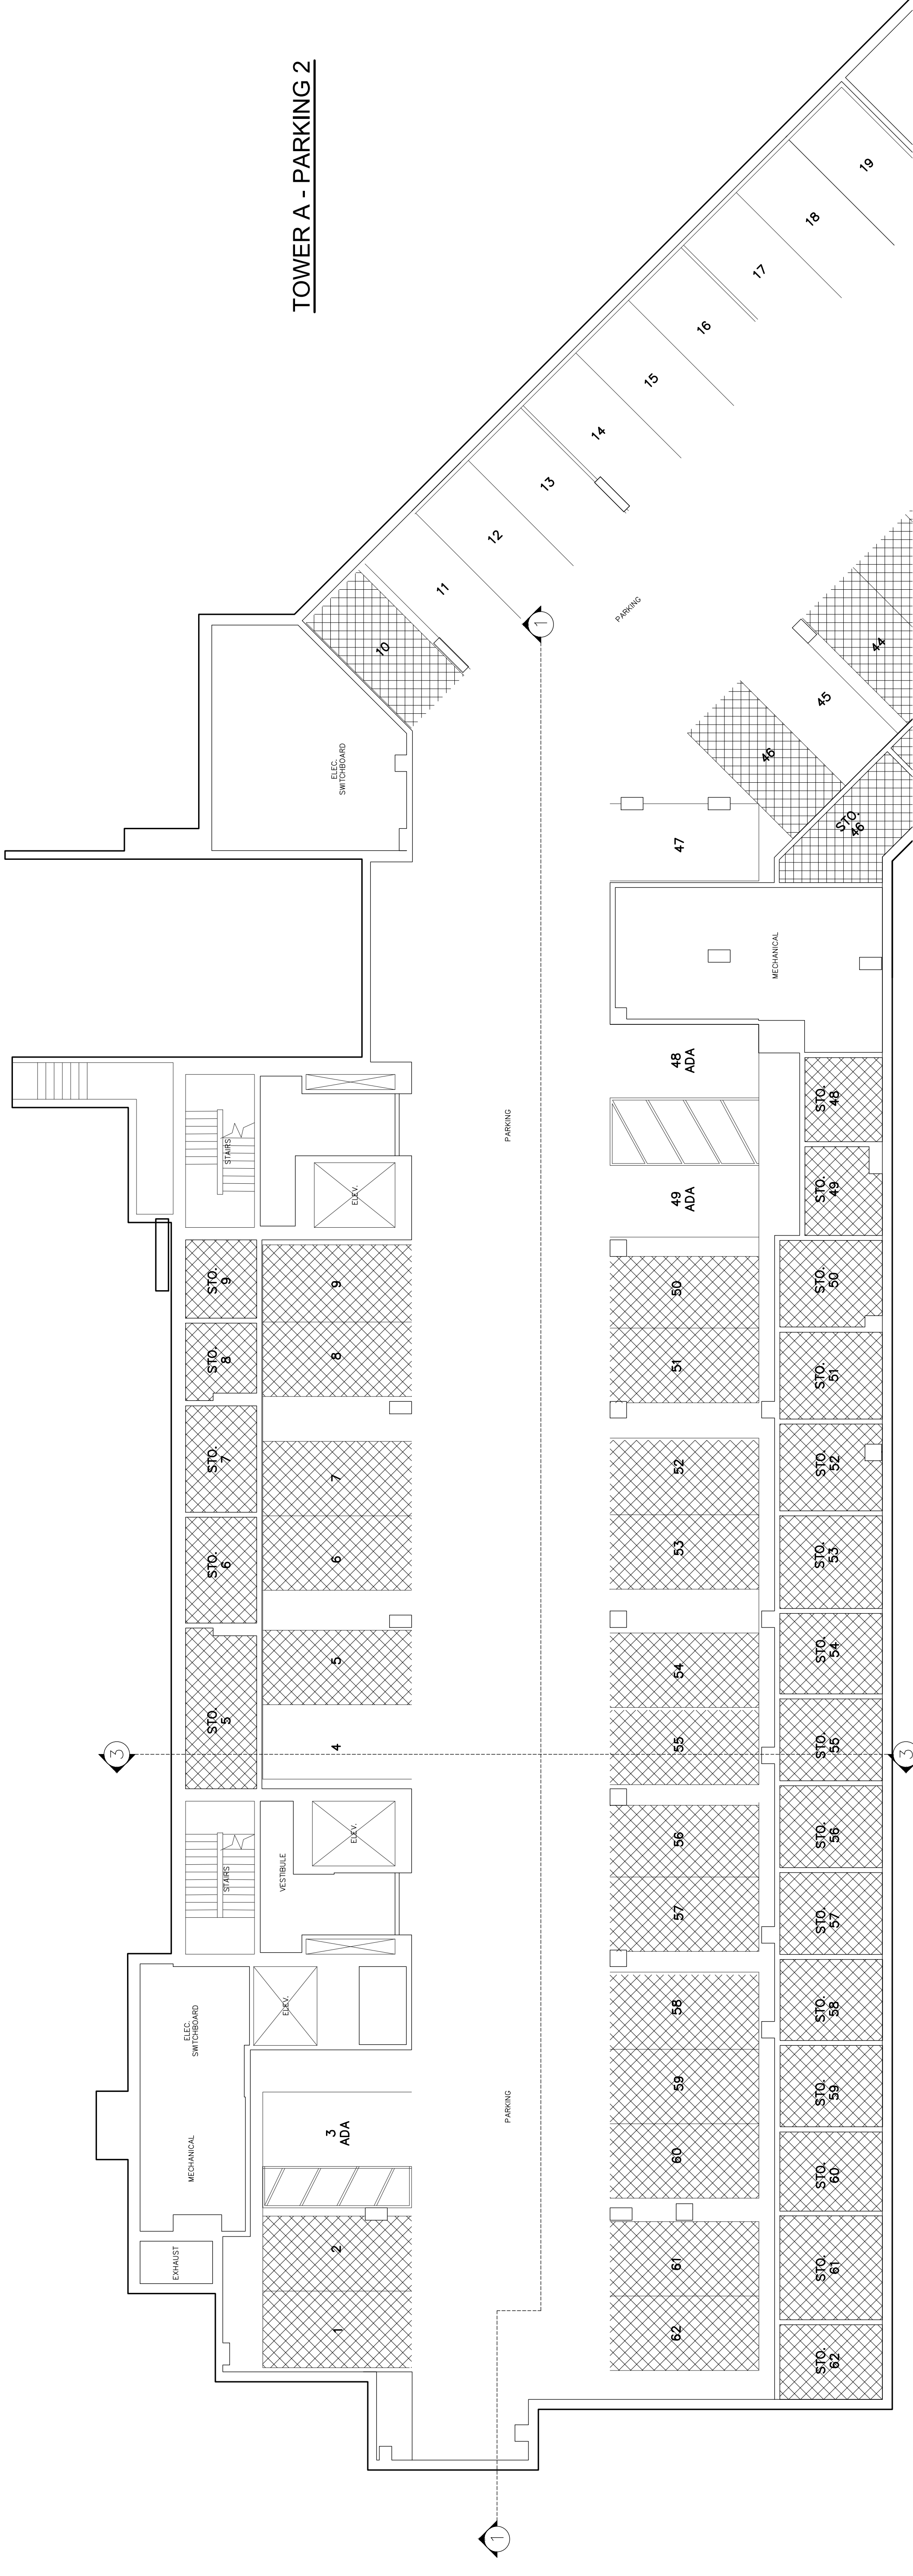 TOWER A - PARKING 2
19
18
17
16
15
14
13
12
11
10
ELEC.
SWITCHBOARD
PARKING
44
45
46
STO.
46
47
MECHANICAL
48
ADA
49
ADA
STO.
48
STO.
49
PARKING
STAIRS
ELEV.
STO.
9
STO.
8
STO.
7
STO.
6
STO.
5
9
8
7
6
5
4
50
51
52
53
54
55
56
57
58
59
60
61
62
STO.
50
STO.
51
STO.
52
STO.
53
STO.
54
STO.
55
STO.
56
STO.
57
STO.
58
STO.
59
STO.
60
STO.
61
STO.
62
STAIRS
VESTIBULE
ELEV.
ELEV.
ELEC.
SWITCHBOARD
MECHANICAL
EXHAUST
3
ADA
2
1
PARKING
1
1
3
3